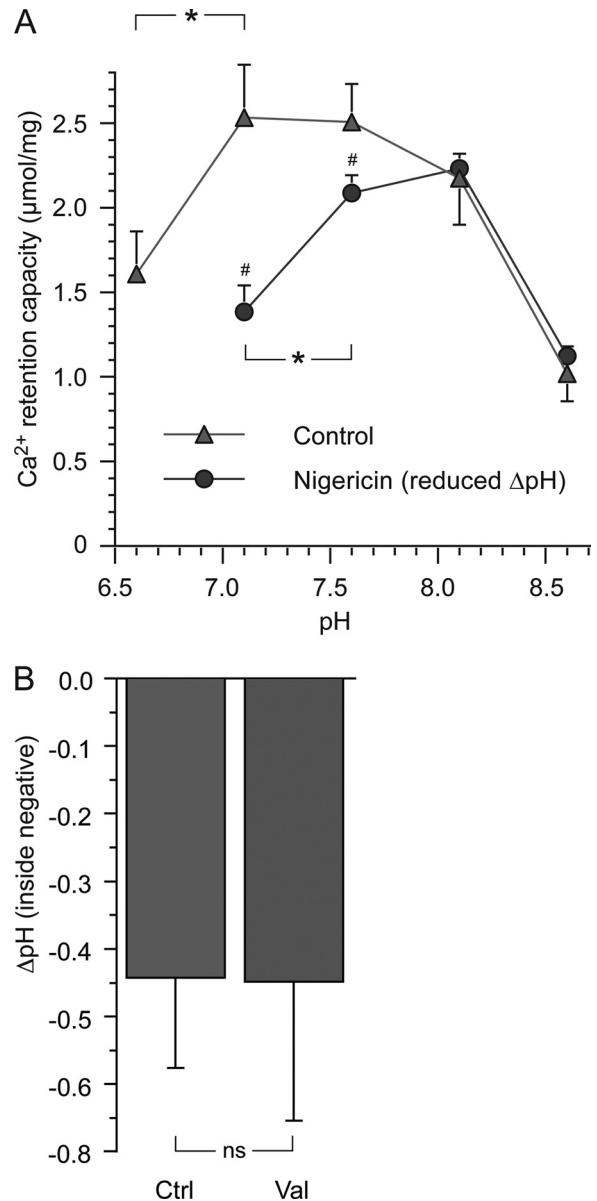 A
*
Ca2+ retention capacity (μmol/mg)
2.5
2.0
1.5
1.0
0.5
0
#
#
*
Control
Nigericin (reduced ΔpH)
6.5 7.0 7.5 8.0 8.5
pH
B
ΔpH (inside negative)
0.0
-0.1
-0.2
-0.3
-0.4
-0.5
-0.6
-0.7
-0.8
ns
Ctrl Val